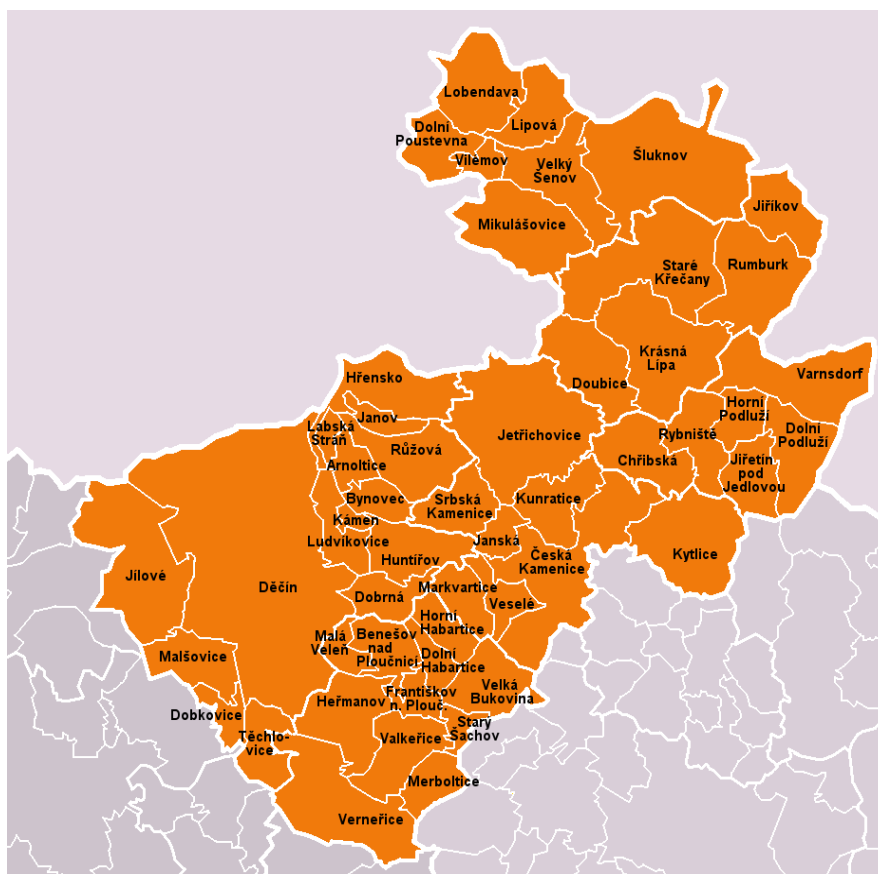 Lobendava
Lipová
Dolní
Poustevna
Vilémov
Velký
Šenov
Šluknov
Mikulášovice
Jiříkov
Staré
Křečany
Rumburk
Krásná
Lípa
Doubice
Varnsdorf
Hřensko
Janov
Labská
Stráň
Růžová
Arnoltice
Jetřichovice
Horní
Podluží
Rybniště
Dolní
Podluží
Chřibská
Jiřetín
pod
Jedlovou
Bynovec
Srbská
Kamenice
Kunratice
Kámen
Ludvíkovice
Janská
Huntířov
Česká
Kamenice
Kytlice
Jílové
Děčín
Dobrná
Markvartice
Veselé
Horní
Habartice
Malá
Veleň
Benešov
nad
Ploučnicí
Dolní
Habartice
Malšovice
Heřmanov
Františkov
n. Plouč.
Velká
Bukovina
Dobkovice
Těchlo-
vice
Valkeřice
Starý
Šachov
Merboltice
Verneřice